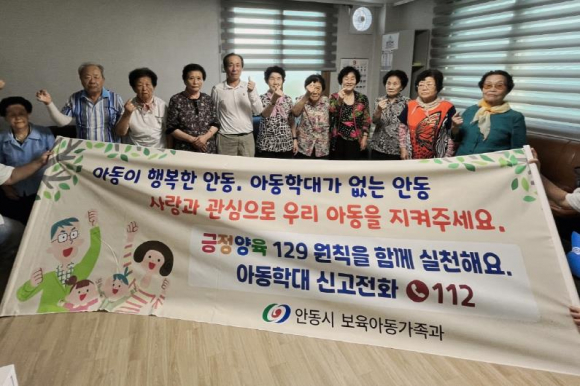 아동이 행복한 안동. 아동학대가 없는 안동
사랑과 관심으로 우리 아동을 지켜주세요.
긍정양육 129 원칙을 함께 실천해요.
아동학대 신고전화 112
안동시 보육아동가족과